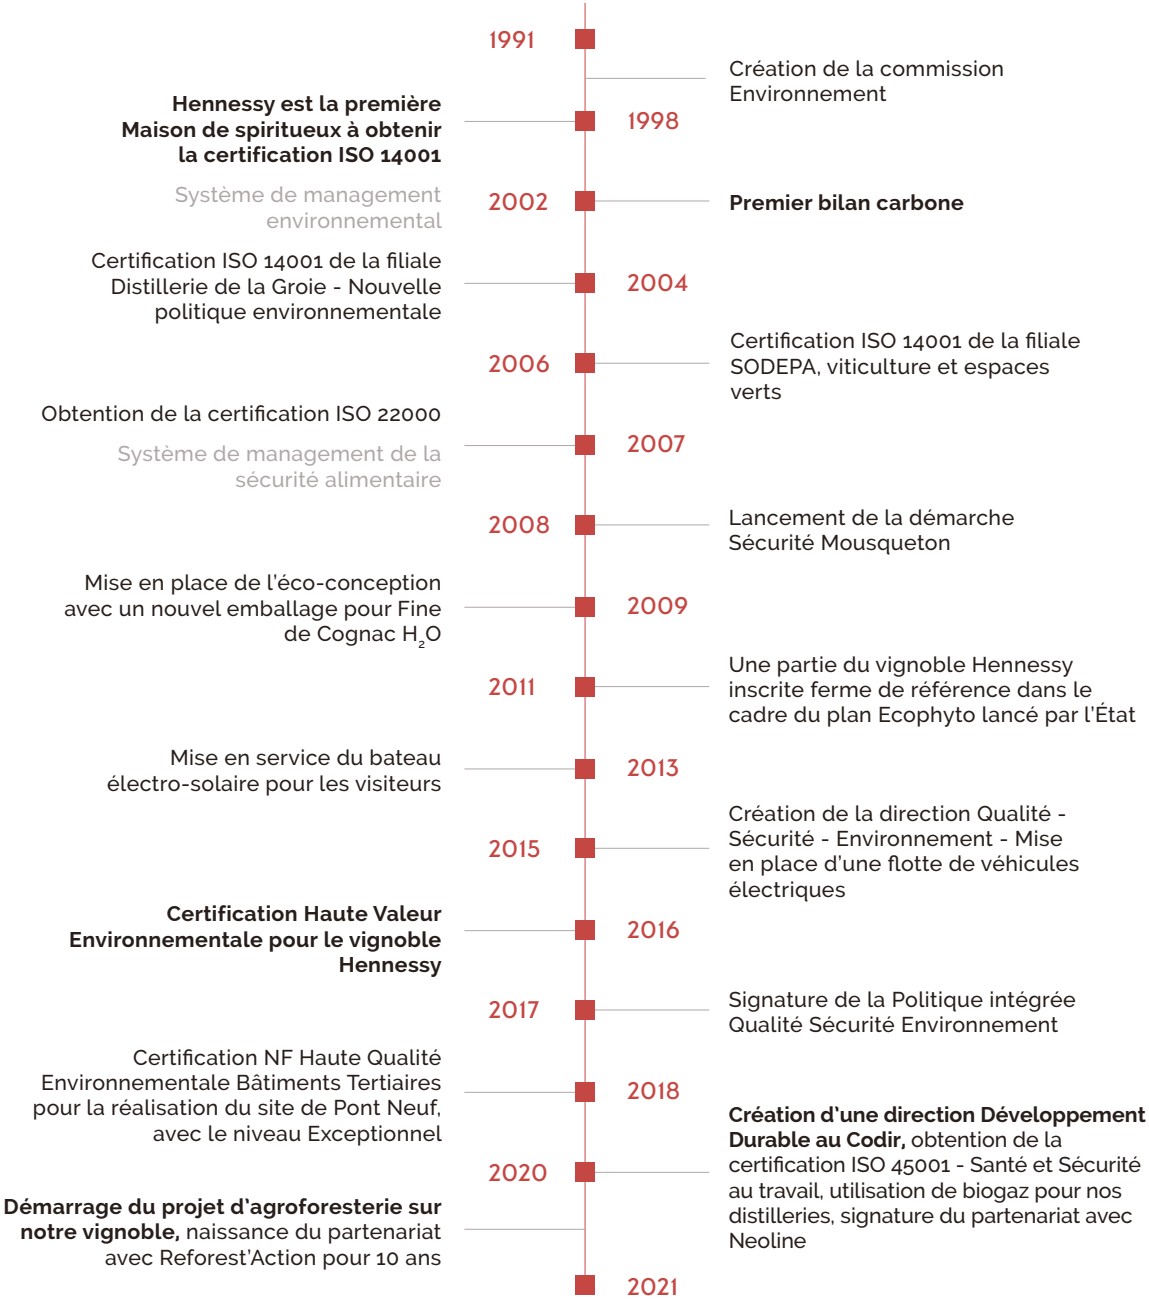 1991
Création de la commission
Environnement
Hennessy est la première
Maison de spiritueux à obtenir
la certification ISO 14001
1998
Système de management
environnemental
2002
Premier bilan carbone
Certification ISO 14001 de la filiale
Distillerie de la Groie - Nouvelle
politique environnementale
2004
2006
Certification ISO 14001 de la filiale
SODEPA, viticulture et espaces
verts
Obtention de la certification ISO 22000
Système de management de la
sécurité alimentaire
2007
2008
Lancement de la démarche
Sécurité Mousqueton
Mise en place de l'éco-conception
avec un nouvel emballage pour Fine
de Cognac H₂O
2009
2011
Une partie du vignoble Hennessy
inscrite ferme de référence dans le
cadre du plan Ecophyto lancé par l'État
Mise en service du bateau
électro-solaire pour les visiteurs
2013
2015
Création de la direction Qualité -
Sécurité - Environnement - Mise
en place d'une flotte de véhicules
électriques
Certification Haute Valeur
Environnementale pour le vignoble
Hennessy
2016
2017
Signature de la Politique intégrée
Qualité Sécurité Environnement
Certification NF Haute Qualité
Environnementale Bâtiments Tertiaires
pour la réalisation du site de Pont Neuf,
avec le niveau Exceptionnel
2018
2020
Création d'une direction Développement
Durable au Codir, obtention de la
certification ISO 45001 - Santé et Sécurité
au travail, utilisation de biogaz pour nos
distilleries, signature du partenariat avec
Neoline
Démarrage du projet d'agroforesterie sur
notre vignoble, naissance du partenariat
avec Reforest'Action pour 10 ans
2021